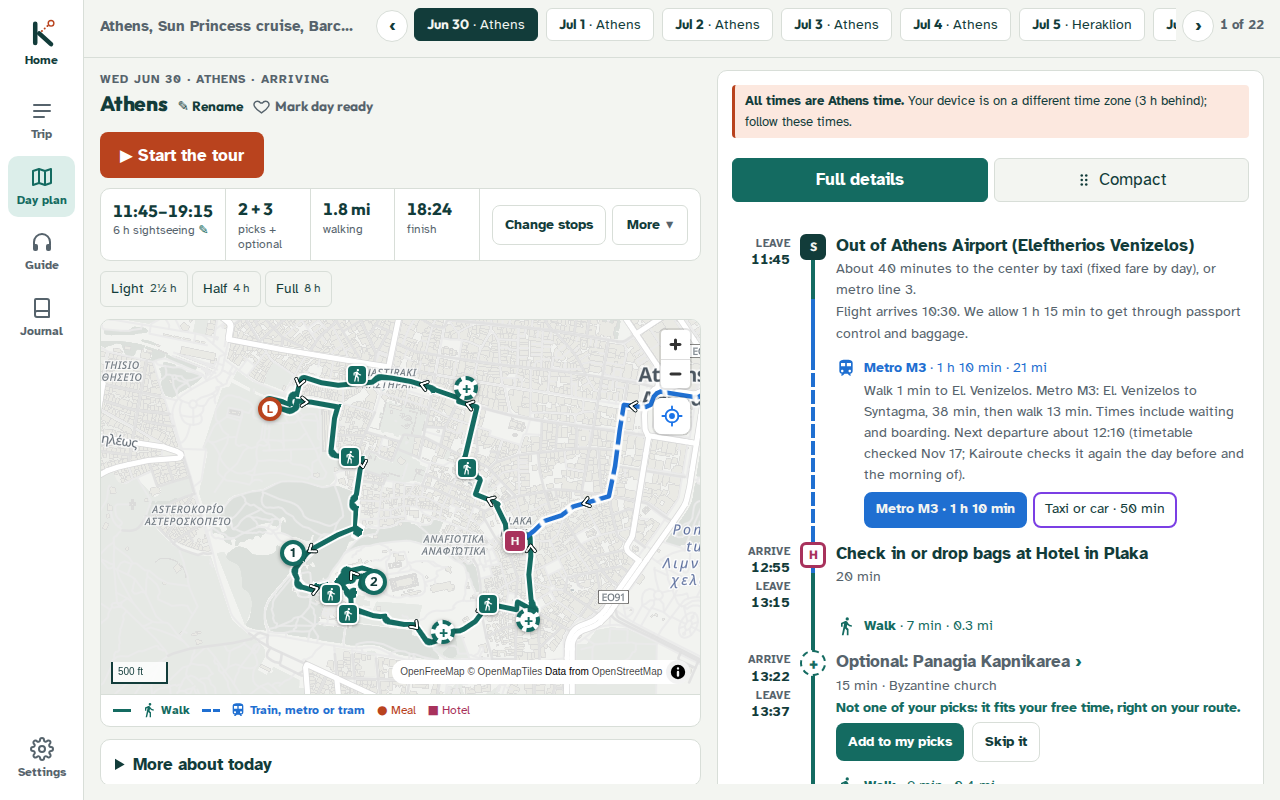 Home
Trip
Day plan
Guide
Journal
Settings
Athens, Sun Princess cruise, Barc...
‹
Jun 30 · Athens
Jul 1 · Athens
Jul 2 · Athens
Jul 3 · Athens
Jul 4 · Athens
Jul 5 · Heraklion
›
1 of 22
WED JUN 30 · ATHENS · ARRIVING
Athens ✎ Rename ♡ Mark day ready
▶ Start the tour
11:45–19:15
6 h sightseeing ✎
2 + 3
picks +
optional
1.8 mi
walking
18:24
finish
Change stops
More ▼
Light 2½ h
Half 4 h
Full 8 h
THISIO
ΘΗΣΕΊΟ
ASTEROKOPÍO
ΑΣΤΕΡΟΣΚΟΠΕΊΟ
ANAFIOTIKA
ΑΝΑΦΙΏΤΙΚΑ
EO91
L
H
1
2
+
−
500 ft
OpenFreeMap © OpenMapTiles Data from OpenStreetMap
Walk
Train, metro or tram
Meal
Hotel
▶ More about today
All times are Athens time. Your device is on a different time zone (3 h behind);
follow these times.
Full details
Compact
LEAVE
11:45
S
Out of Athens Airport (Eleftherios Venizelos)
About 40 minutes to the center by taxi (fixed fare by day), or
metro line 3.
Flight arrives 10:30. We allow 1 h 15 min to get through passport
control and baggage.
Metro M3 · 1 h 10 min · 21 mi
Walk 1 min to El. Venizelos. Metro M3: El. Venizelos to
Syntagma, 38 min, then walk 13 min. Times include waiting
and boarding. Next departure about 12:10 (timetable
checked Nov 17; Kairoute checks it again the day before and
the morning of).
Metro M3 · 1 h 10 min
Taxi or car · 50 min
ARRIVE
12:55
LEAVE
13:15
H
Check in or drop bags at Hotel in Plaka
20 min
Walk · 7 min · 0.3 mi
ARRIVE
13:22
LEAVE
13:37
+
Optional: Panagia Kapnikarea ›
15 min · Byzantine church
Not one of your picks: it fits your free time, right on your route.
Add to my picks
Skip it